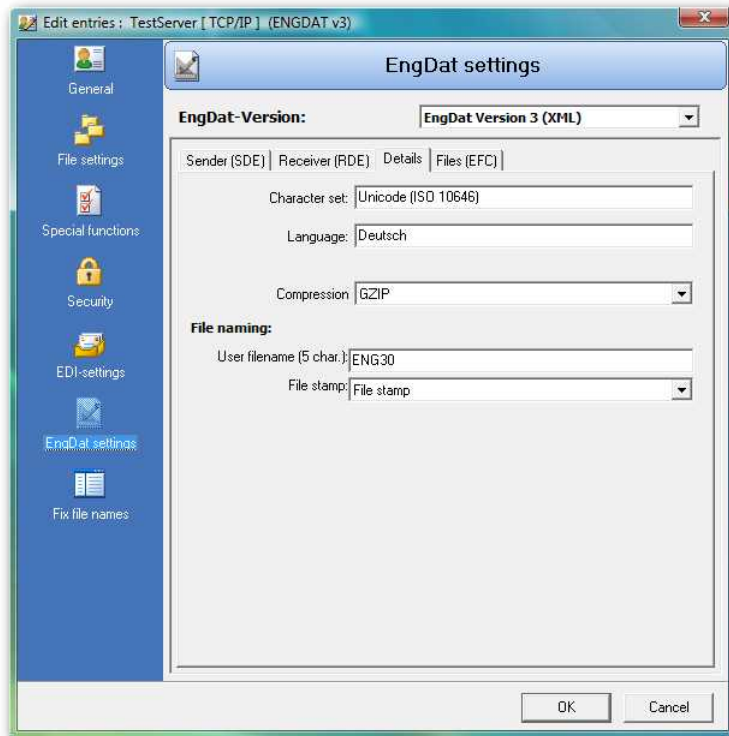 Edit entries : TestServer [ TCP/IP ] (ENGDAT v3)
General
File settings
Special functions
Security
EDI-settings
EngDat settings
Fix file names
EngDat settings
EngDat-Version: EngDat Version 3 (XML)
Sender (SDE) Receiver (RDE) Details Files (EFC)
Character set: Unicode (ISO 10646)
Language: Deutsch
Compression GZIP
File naming:
User filename (5 char.): ENG30
File stamp: File stamp
OK Cancel